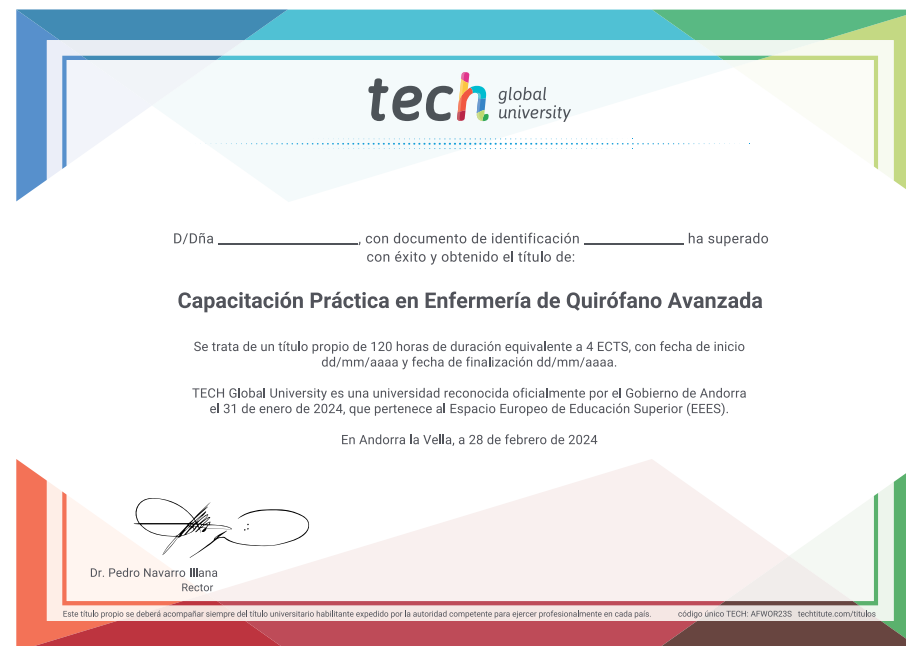 tech global
university
D/Dña ____________________, con documento de identificación ______________ ha superado
con éxito y obtenido el título de:
Capacitación Práctica en Enfermería de Quirófano Avanzada
Se trata de un título propio de 120 horas de duración equivalente a 4 ECTS, con fecha de inicio
dd/mm/aaaa y fecha de finalización dd/mm/aaaa.
TECH Global University es una universidad reconocida oficialmente por el Gobierno de Andorra
el 31 de enero de 2024, que pertenece al Espacio Europeo de Educación Superior (EEES).
En Andorra la Vella, a 28 de febrero de 2024
Dr. Pedro Navarro Illana
Rector
Este título propio se deberá acompañar siempre del título universitario habilitante expedido por la autoridad competente para ejercer profesionalmente en cada país. código único TECH: AFWOR23S techtitute.com/titulos